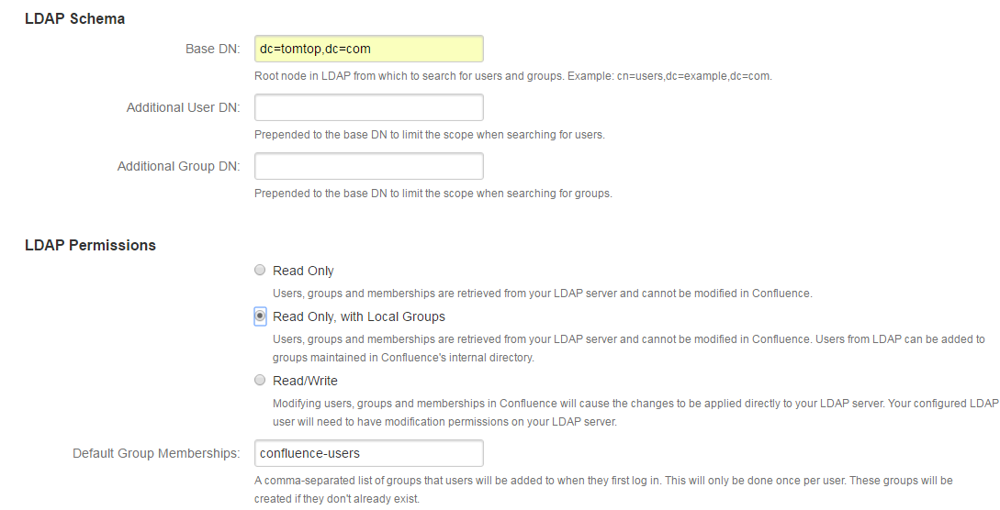 LDAP Schema
Base DN: dc=tomtop,dc=com
Root node in LDAP from which to search for users and groups. Example: cn=users,dc=example,dc=com.
Additional User DN:
Prepended to the base DN to limit the scope when searching for users.
Additional Group DN:
Prepended to the base DN to limit the scope when searching for groups.
LDAP Permissions
Read Only
Users, groups and memberships are retrieved from your LDAP server and cannot be modified in Confluence.
Read Only, with Local Groups
Users, groups and memberships are retrieved from your LDAP server and cannot be modified in Confluence. Users from LDAP can be added to
groups maintained in Confluence's internal directory.
Read/Write
Modifying users, groups and memberships in Confluence will cause the changes to be applied directly to your LDAP server. Your configured LDAP
user will need to have modification permissions on your LDAP server.
Default Group Memberships: confluence-users
A comma-separated list of groups that users will be added to when they first log in. This will only be done once per user. These groups will be
created if they don't already exist.